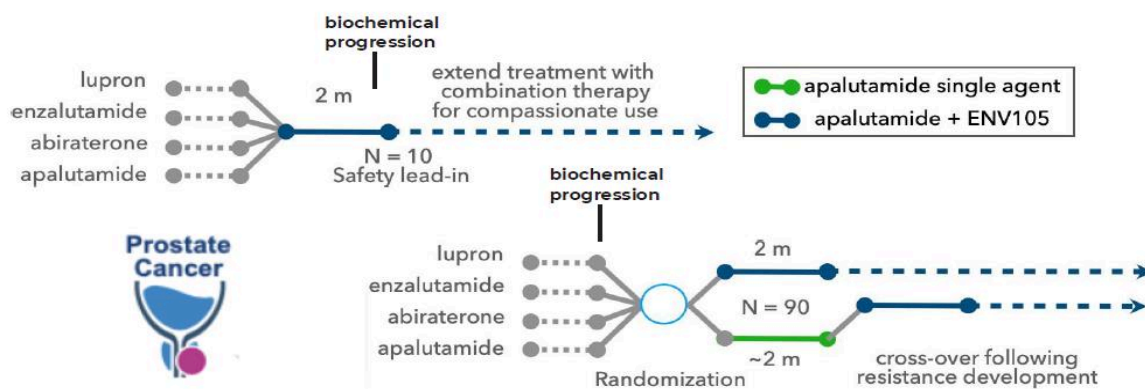 biochemical
progression
lupron
enzalutamide
abiraterone
apalutamide
2 m
N = 10
Safety lead-in
extend treatment with
combination therapy
for compassionate use
apalutamide single agent
apalutamide + ENV105
Prostate
Cancer
biochemical
progression
lupron
enzalutamide
abiraterone
apalutamide
Randomization
2 m
N = 90
~2 m
cross-over following
resistance development